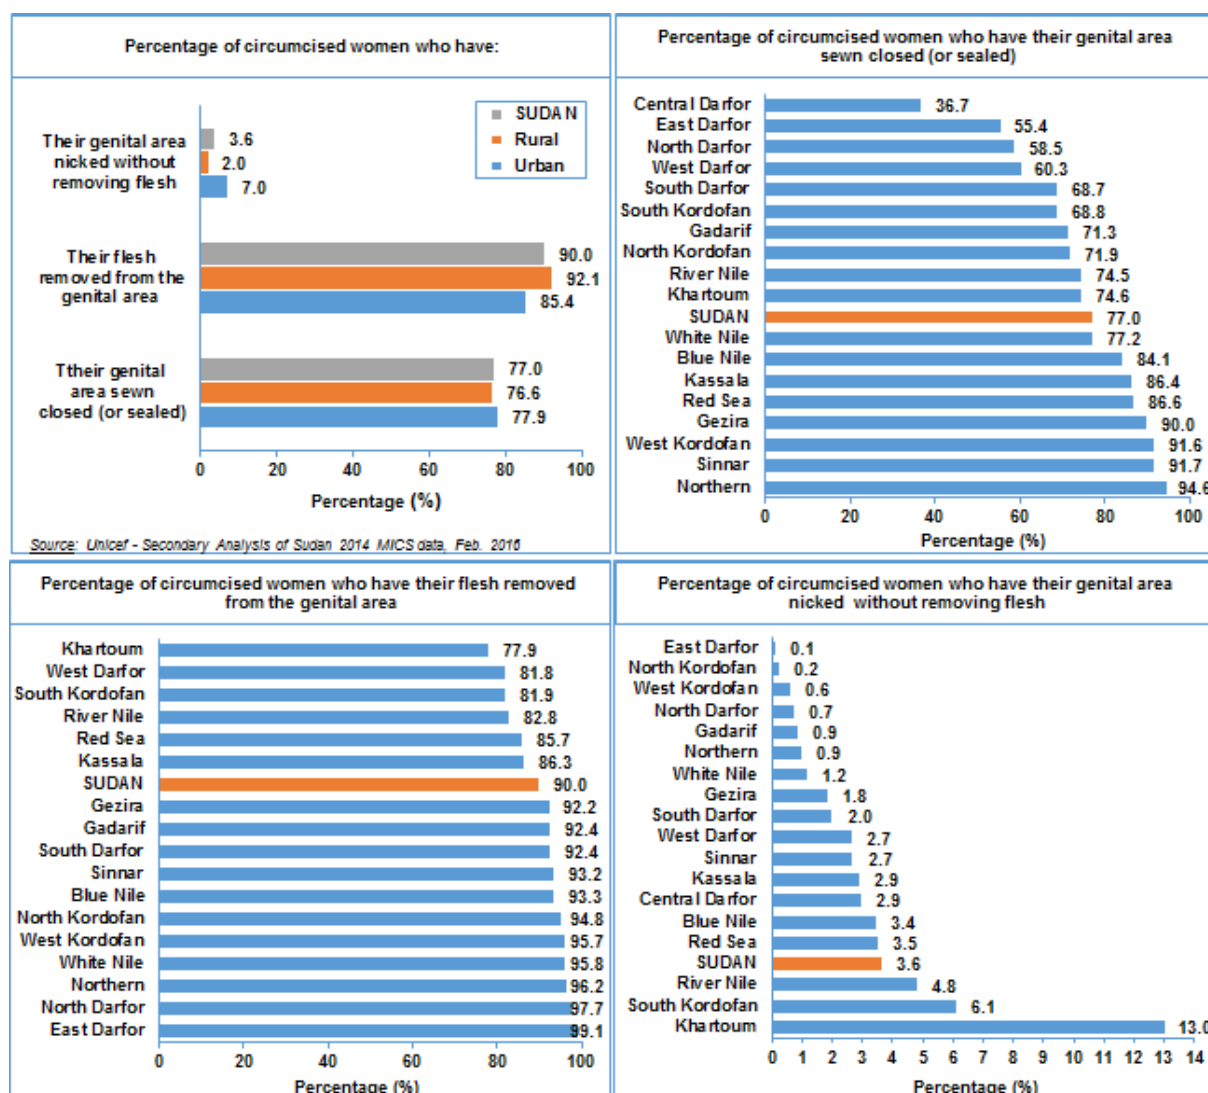 Percentage of circumcised women who have:
SUDAN
Rural
Urban
Their genital area
nicked without
removing flesh
3.6
2.0
7.0
Their flesh
removed from the
genital area
90.0
92.1
85.4
Ttheir genital
area sewn
closed (or sealed)
77.0
76.6
77.9
0 20 40 60 80 100
Percentage (%)
Source: Unicef - Secondary Analysis of Sudan 2014 MICS data, Feb. 2016
Percentage of circumcised women who have their genital area
sewn closed (or sealed)
Central Darfor 36.7
East Darfor 55.4
North Darfor 58.5
West Darfor 60.3
South Darfor 68.7
South Kordofan 68.8
Gadarif 71.3
North Kordofan 71.9
River Nile 74.5
Khartoum 74.6
SUDAN 77.0
White Nile 77.2
Blue Nile 84.1
Kassala 86.4
Red Sea 86.6
Gezira 90.0
West Kordofan 91.6
Sinnar 91.7
Northern 94.6
0 20 40 60 80 100
Percentage (%)
Percentage of circumcised women who have their flesh removed
from the genital area
Khartoum 77.9
West Darfor 81.8
South Kordofan 81.9
River Nile 82.8
Red Sea 85.7
Kassala 86.3
SUDAN 90.0
Gezira 92.2
Gadarif 92.4
South Darfor 92.4
Sinnar 93.2
Blue Nile 93.3
North Kordofan 94.8
West Kordofan 95.7
White Nile 95.8
Northern 96.2
North Darfor 97.7
East Darfor 99.1
0 20 40 60 80 100
Percentage (%)
Percentage of circumcised women who have their genital area
nicked without removing flesh
East Darfor 0.1
North Kordofan 0.2
West Kordofan 0.6
North Darfor 0.7
Gadarif 0.9
Northern 0.9
White Nile 1.2
Gezira 1.8
South Darfor 2.0
West Darfor 2.7
Sinnar 2.7
Kassala 2.9
Central Darfor 2.9
Blue Nile 3.4
Red Sea 3.5
SUDAN 3.6
River Nile 4.8
South Kordofan 6.1
Khartoum 13.0
0 1 2 3 4 5 6 7 8 9 10 11 12 13 14
Percentage (%)